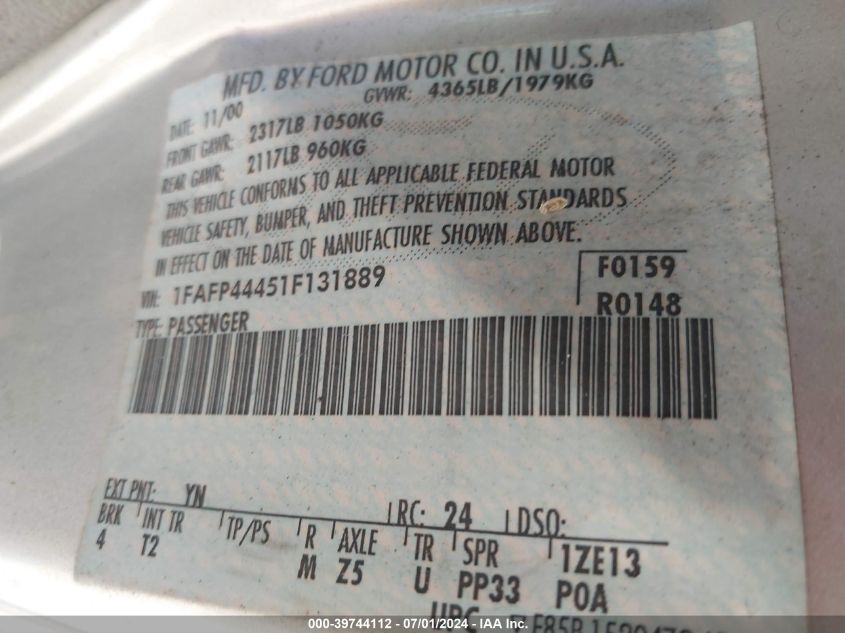 MFD. BY FORD MOTOR CO. IN U.S.A.
DATE: 11/00 GVWR: 4365LB/1979KG
FRONT GAWR: 2317LB 1050KG
REAR GAWR: 2117LB 960KG
THIS VEHICLE CONFORMS TO ALL APPLICABLE FEDERAL MOTOR
VEHICLE SAFETY, BUMPER, AND THEFT PREVENTION STANDARDS
IN EFFECT ON THE DATE OF MANUFACTURE SHOWN ABOVE.
VIN: 1FAFP44451F131889 F0159
TYPE: PASSENGER R0148
EXT PNT: YN RC: 24 DSO:
BRK INT TR TP/PS R AXLE TR SPR 1ZE13
4 T2 M Z5 U PP33 POA
UPC
000-39744112 - 07/01/2024 - IAA Inc.